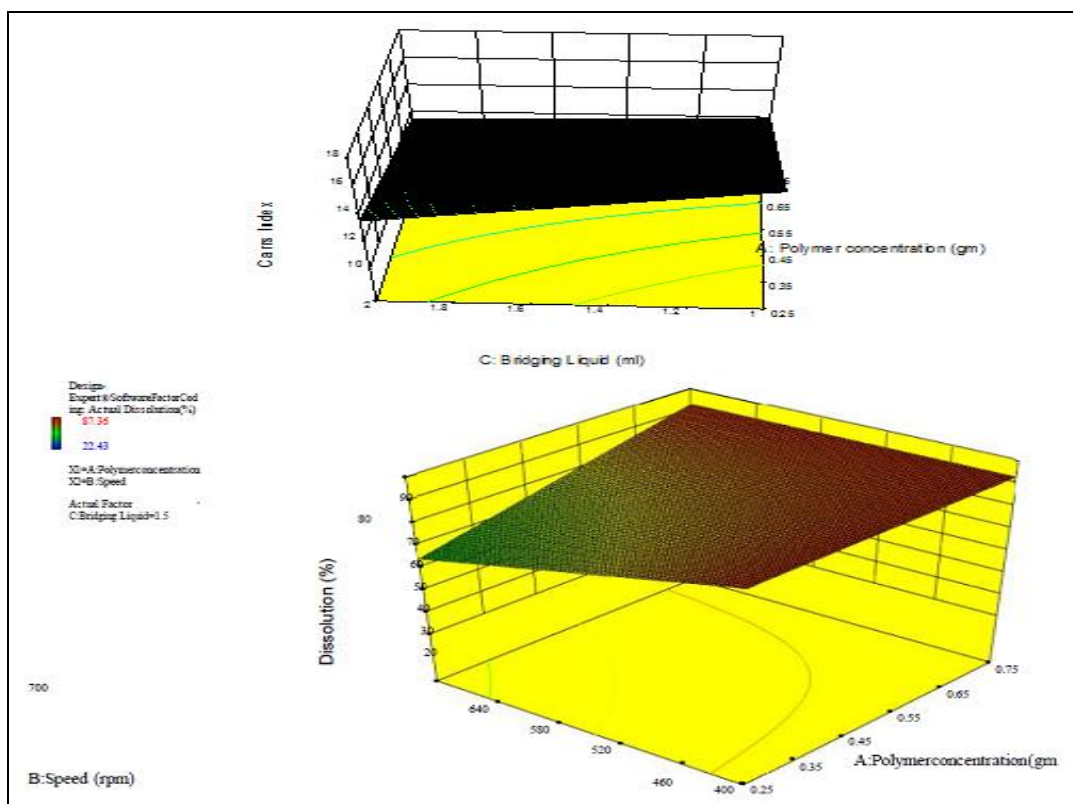 18
16
14
12
10
Carrs Index
2
1.8
1.6
1.4
1.2
1
0.65
0.55
0.45
0.35
0.25
A: Polymer concentration (gm)
C: Bridging Liquid (ml)
Design-
Expert®SoftwareFactorCod
ing: Actual Dissolution(%)
87.36
22.43
X1=A:Polymerconcentration
X2=B:Speed
Actual Factor
C:Bridging Liquid=1.5
90
80
70
60
50
40
30
20
Dissolution (%)
700
640
580
520
460
400
0.25
0.35
0.45
0.55
0.65
0.75
B:Speed (rpm)
A:Polymerconcentration(gm